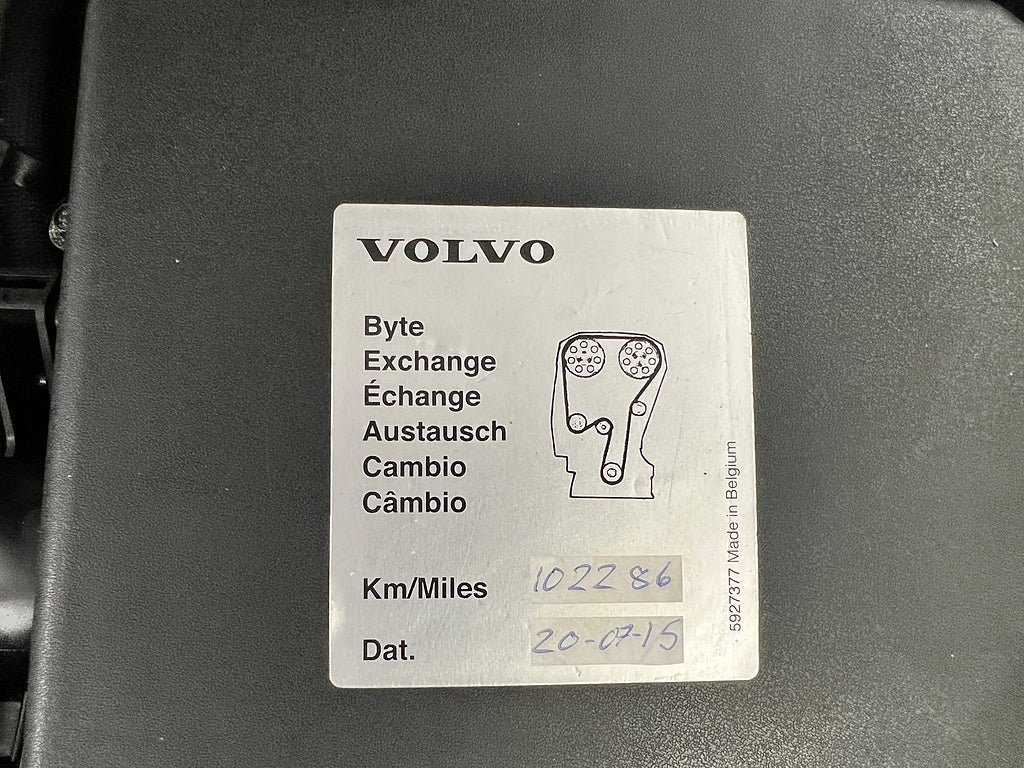 VOLVO
Byte
Exchange
Échange
Austausch
Cambio
Câmbio
Km/Miles 102286
Dat. 20-07-15
5927377 Made in Belgium